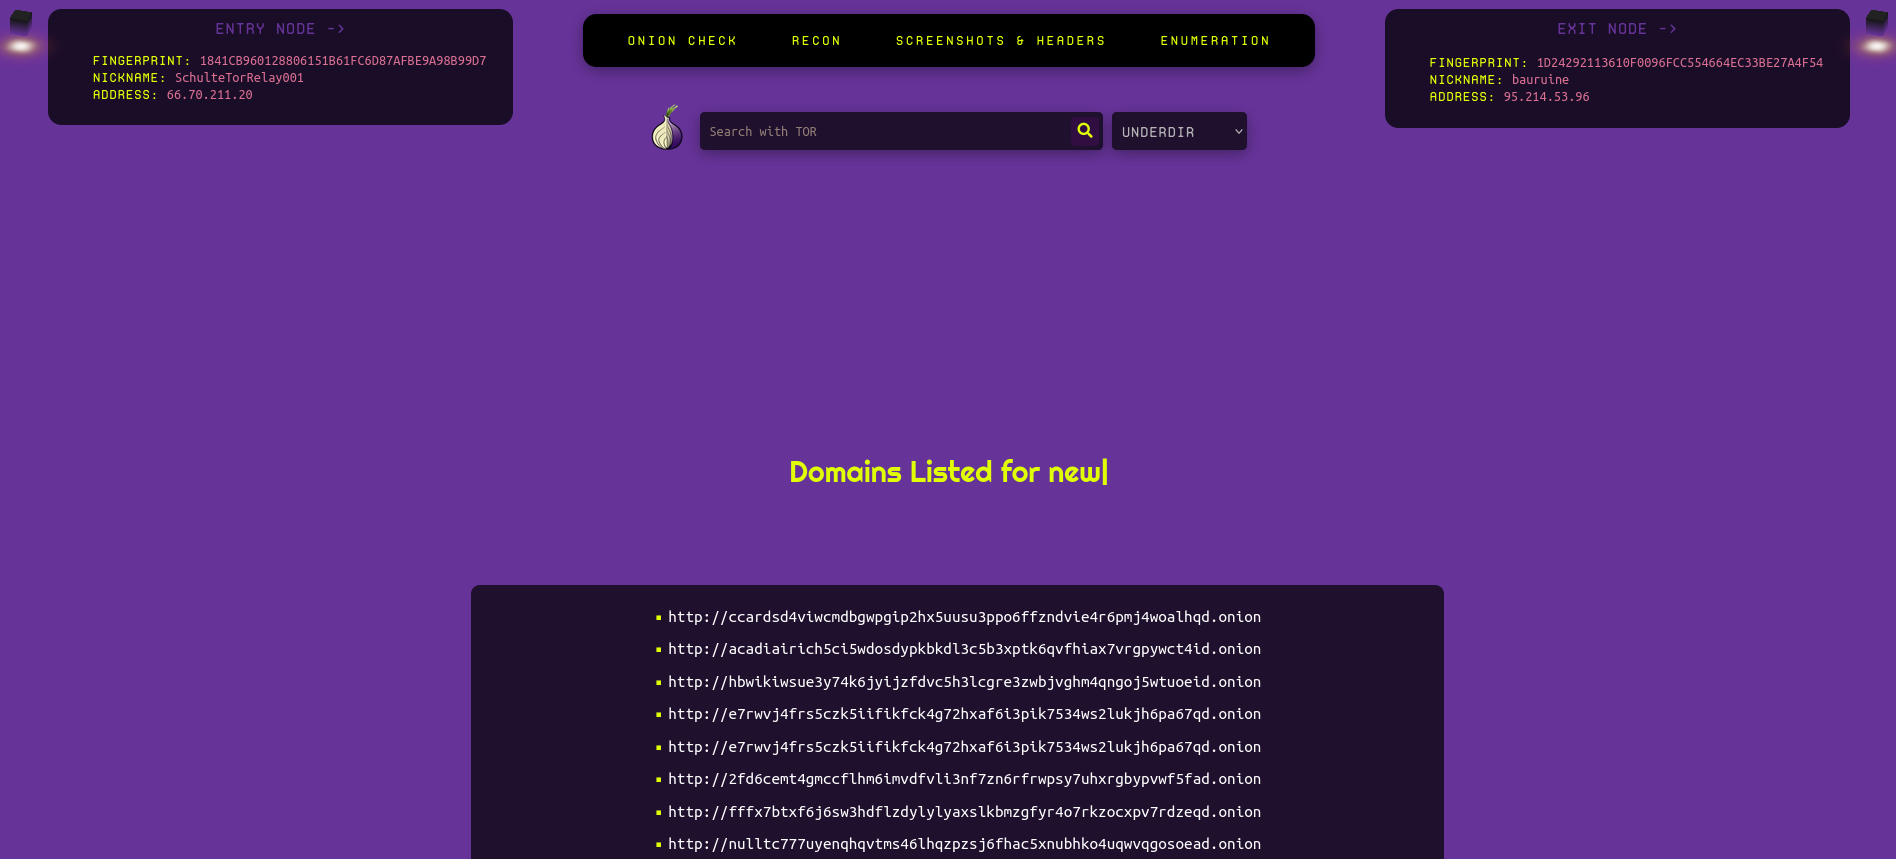 ENTRY NODE ->
FINGERPRINT: 1841CB960128806151B61FC6D87AFBE9A98B99D7
NICKNAME: SchulteTorRelay001
ADDRESS: 66.70.211.20
ONION CHECK RECON SCREENSHOTS & HEADERS ENUMERATION
EXIT NODE ->
FINGERPRINT: 1D24292113610F0096FCC554664EC33BE27A4F54
NICKNAME: bauruine
ADDRESS: 95.214.53.96
Search with TOR
UNDERDIR
Domains Listed for new|
http://ccardsd4viwcmdbgwpgip2hx5uusu3ppo6ffzndvie4r6pmj4woalhqd.onion
http://acadiairich5ci5wdosdypkbkdl3c5b3xptk6qvfhiax7vrgpywct4id.onion
http://hbwikiwsue3y74k6jyijzfdvc5h3lcgre3zwbjvghm4qngoj5wtuoeid.onion
http://e7rwvj4frs5czk5iifikfck4g72hxaf6i3pik7534ws2lukjh6pa67qd.onion
http://e7rwvj4frs5czk5iifikfck4g72hxaf6i3pik7534ws2lukjh6pa67qd.onion
http://2fd6cemt4gmccflhm6imvdfvli3nf7zn6rfrwpsy7uhxrgbypvwf5fad.onion
http://fffx7btxf6j6sw3hdflzdylylyaxslkbmzgfyr4o7rkzocxpv7rdzeqd.onion
http://nulltc777uyenqhqvtms46lhqzpzsj6fhac5xnubhko4uqwvqgosoead.onion